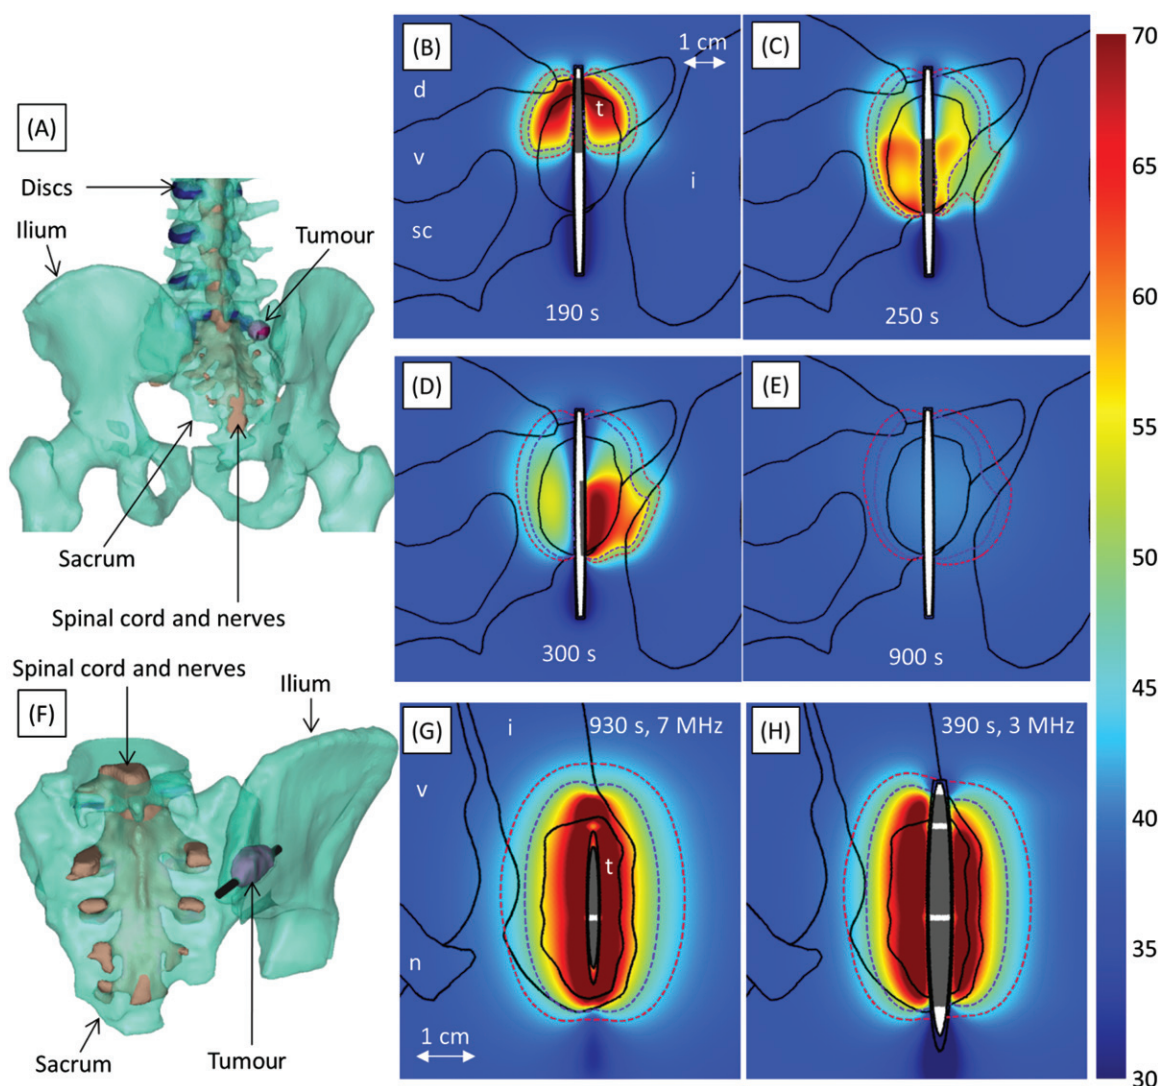 (A)
Discs
Ilium
Tumour
Sacrum
Spinal cord and nerves
(B)
1 cm
d
t
v
i
sc
190 s
(C)
250 s
(D)
300 s
(E)
900 s
70
65
60
55
50
45
40
35
30
Spinal cord and nerves
(F)
Ilium
Sacrum
Tumour
(G)
i
930 s, 7 MHz
v
t
n
1 cm
(H)
390 s, 3 MHz